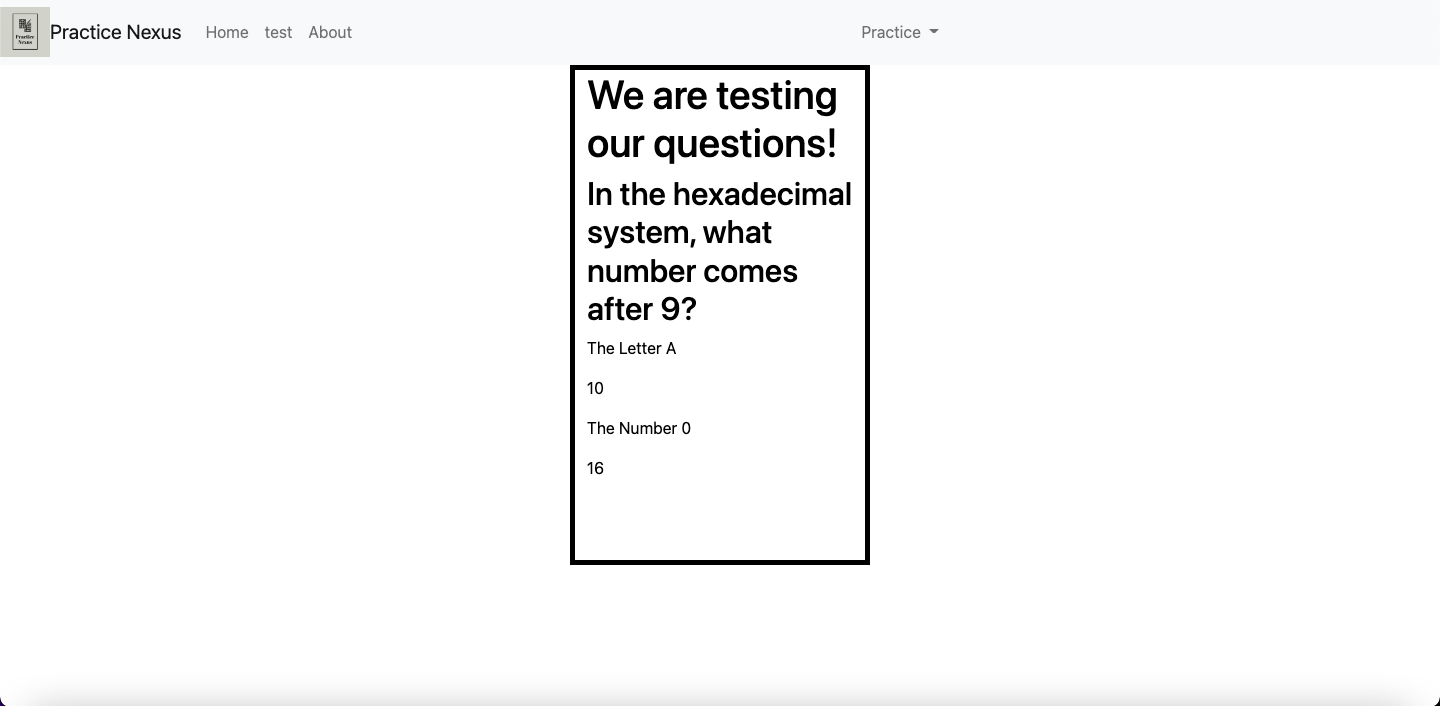 Practice
Nexus
Practice Nexus Home test About Practice
We are testing
our questions!
In the hexadecimal
system, what
number comes
after 9?
The Letter A
10
The Number 0
16